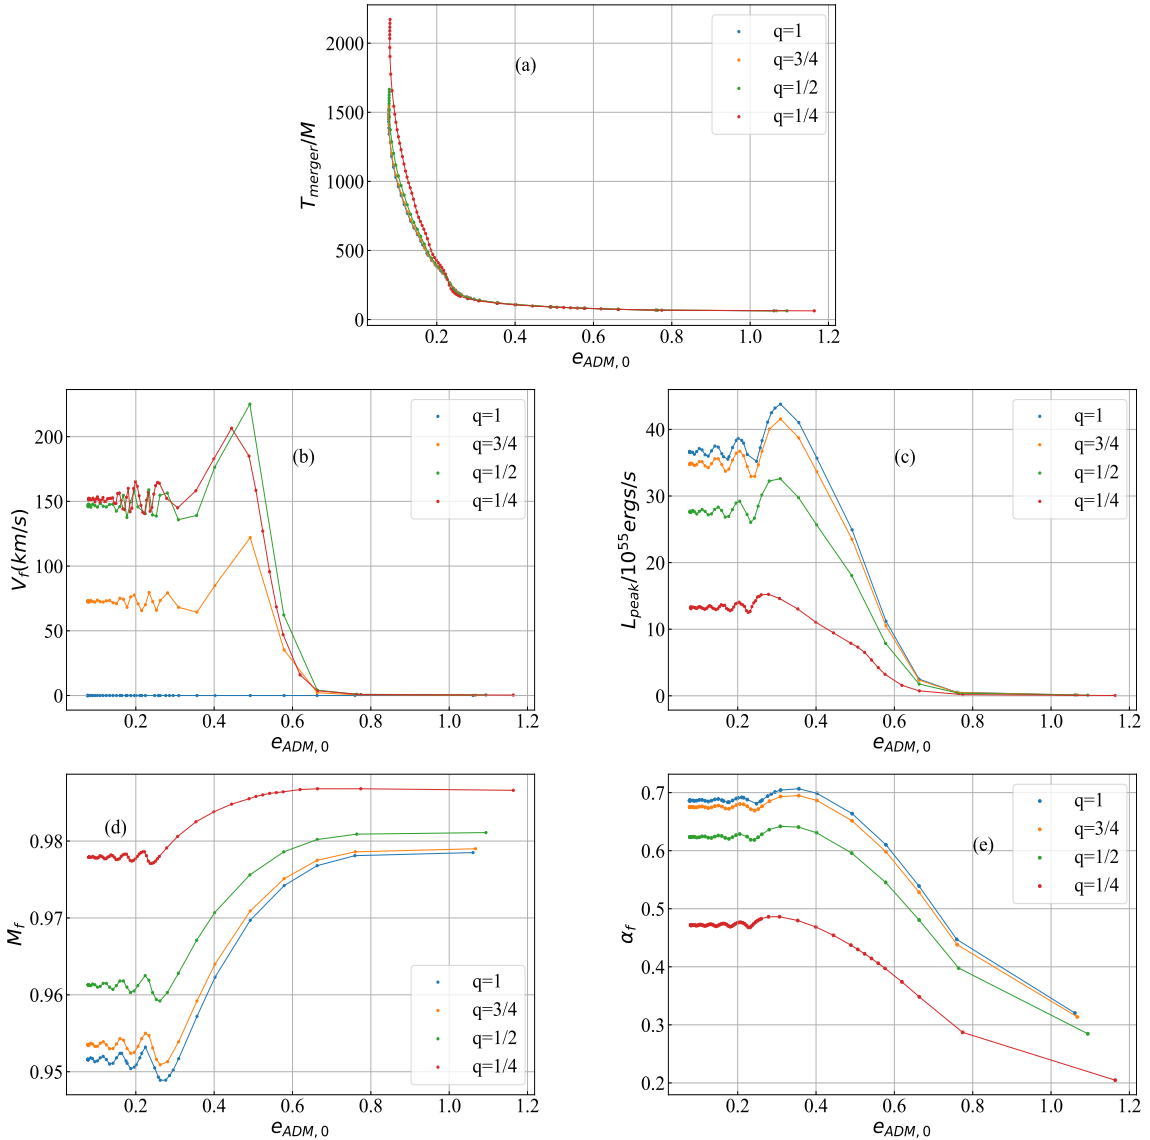 2000
1500
1000
500
0
T_merger/M
(a)
q=1
q=3/4
q=1/2
q=1/4
0.2 0.4 0.6 0.8 1.0 1.2
e_ADM, 0
200
150
100
50
0
V_f(km/s)
(b)
q=1
q=3/4
q=1/2
q=1/4
0.2 0.4 0.6 0.8 1.0 1.2
e_ADM, 0
40
30
20
10
0
L_peak/10^55ergs/s
(c)
q=1
q=3/4
q=1/2
q=1/4
0.2 0.4 0.6 0.8 1.0 1.2
e_ADM, 0
0.98
0.97
0.96
0.95
M_f
(d)
q=1
q=3/4
q=1/2
q=1/4
0.2 0.4 0.6 0.8 1.0 1.2
e_ADM, 0
0.7
0.6
0.5
0.4
0.3
0.2
α_f
(e)
q=1
q=3/4
q=1/2
q=1/4
0.2 0.4 0.6 0.8 1.0 1.2
e_ADM, 0